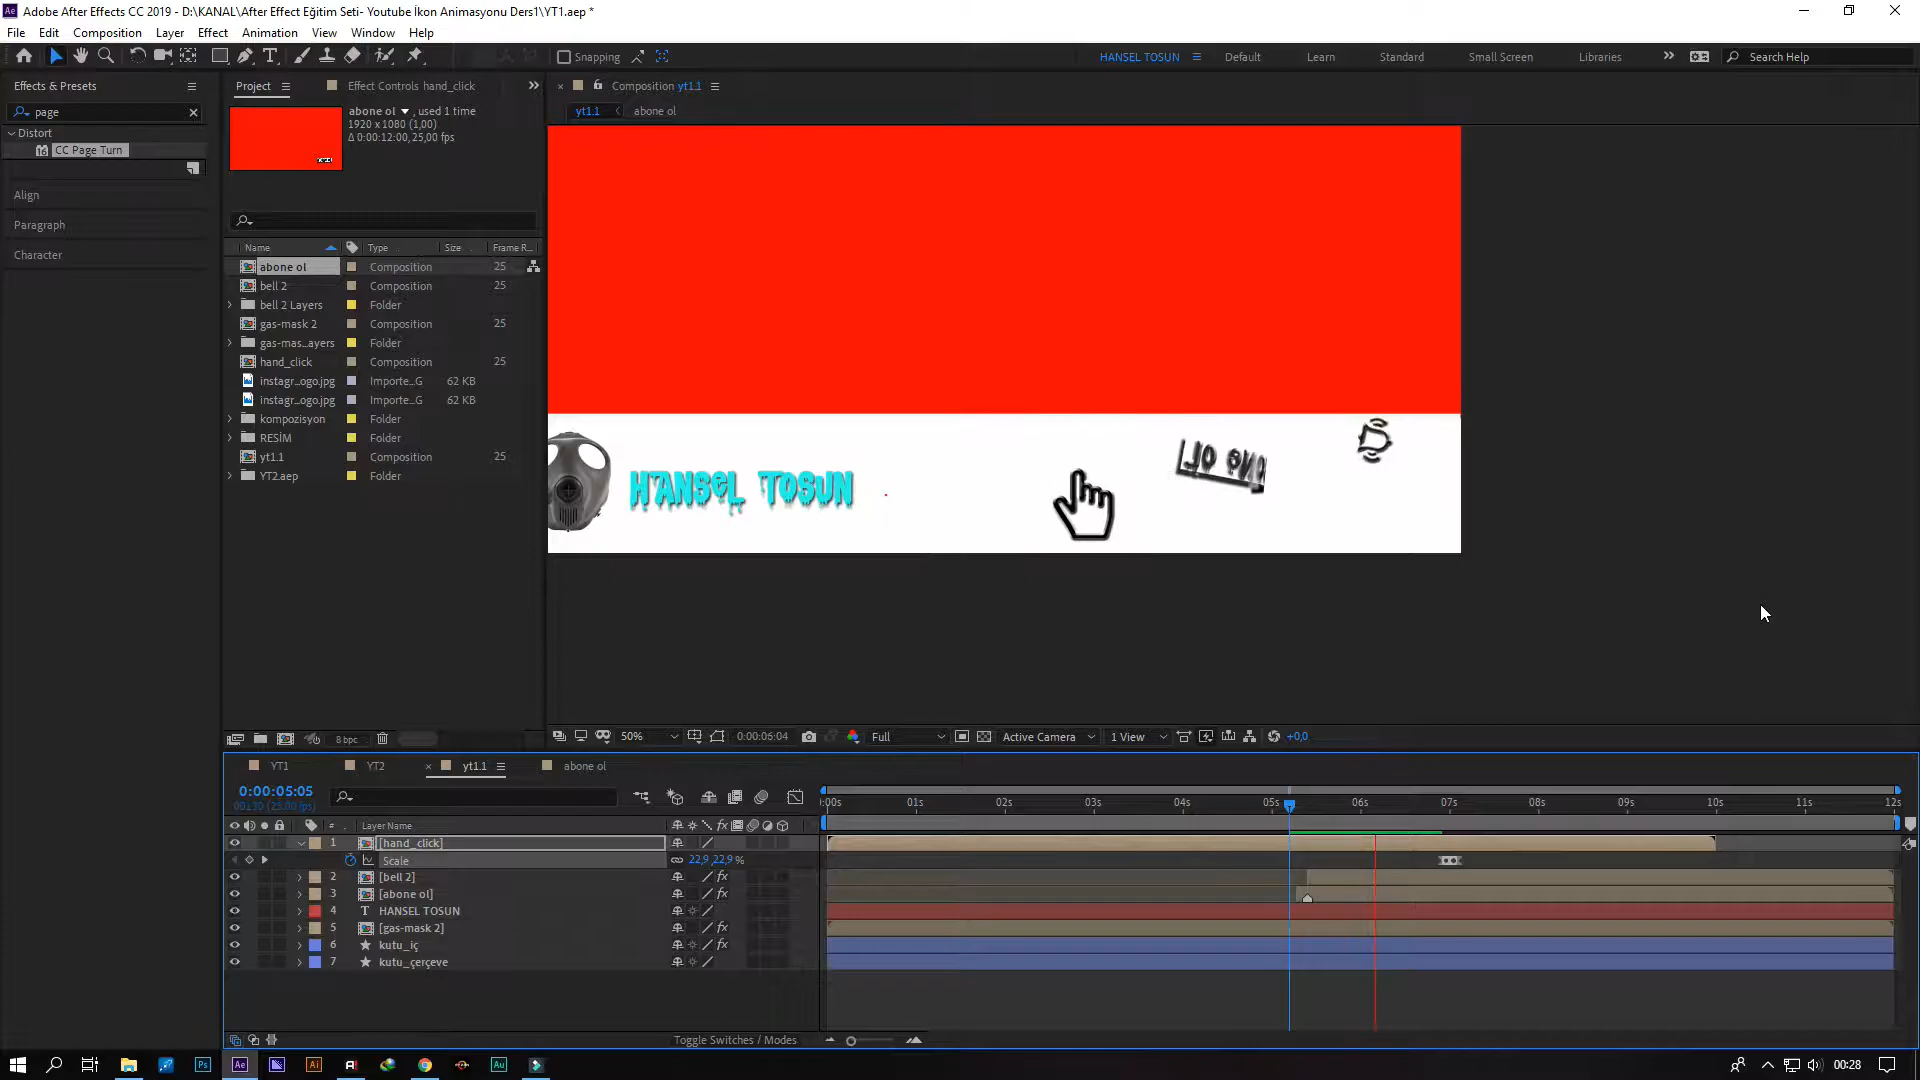 Adobe After Effects CC 2019 - D:\KANAL\After Effect Eğitim Seti- Youtube İkon Animasyonu Ders1\YT1.aep *
File Edit Composition Layer Effect Animation View Window Help
Snapping
HANSEL TOSUN Default Learn Standard Small Screen Libraries Search Help
Effects & Presets
page
Distort
CC Page Turn
Align
Paragraph
Character
Project Effect Controls hand_click
abone ol , used 1 time
1920 x 1080 (1,00)
Δ 0:00:12:00, 25,00 fps
Name Type Size Frame R...
abone ol Composition 25
bell 2 Composition 25
bell 2 Layers Folder
gas-mask 2 Composition 25
gas-mas...ayers Folder
hand_click Composition 25
instagr...ogo.jpg Importe...G 62 KB
instagr...ogo.jpg Importe...G 62 KB
kompozisyon Folder
RESİM Folder
yt1.1 Composition 25
YT2.aep Folder
8 bpc
Composition yt1.1
yt1.1 abone ol
HANSEL TOSUN
50% 0:00:06:04 Full Active Camera 1 View +0,0
YT1 YT2 yt1.1 abone ol
0:00:05:05
:00s 01s 02s 03s 04s 05s 06s 07s 08s 09s 10s 11s 12s
# Layer Name
1 [hand_click]
Scale 22,9 ,22,9 %
2 [bell 2]
3 [abone ol]
4 T HANSEL TOSUN
5 [gas-mask 2]
6 kutu_iç
7 kutu_çerçeve
Toggle Switches / Modes
Ps Ae Ai Au 00:28